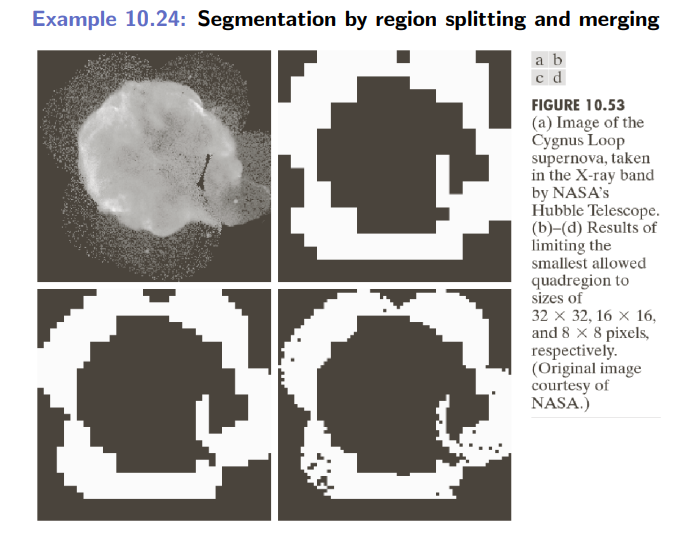 Example 10.24: Segmentation by region splitting and merging
a b
c d
FIGURE 10.53
(a) Image of the
Cygnus Loop
supernova, taken
in the X-ray band
by NASA's
Hubble Telescope.
(b)–(d) Results of
limiting the
smallest allowed
quadregion to
sizes of
32 × 32, 16 × 16,
and 8 × 8 pixels,
respectively.
(Original image
courtesy of
NASA.)